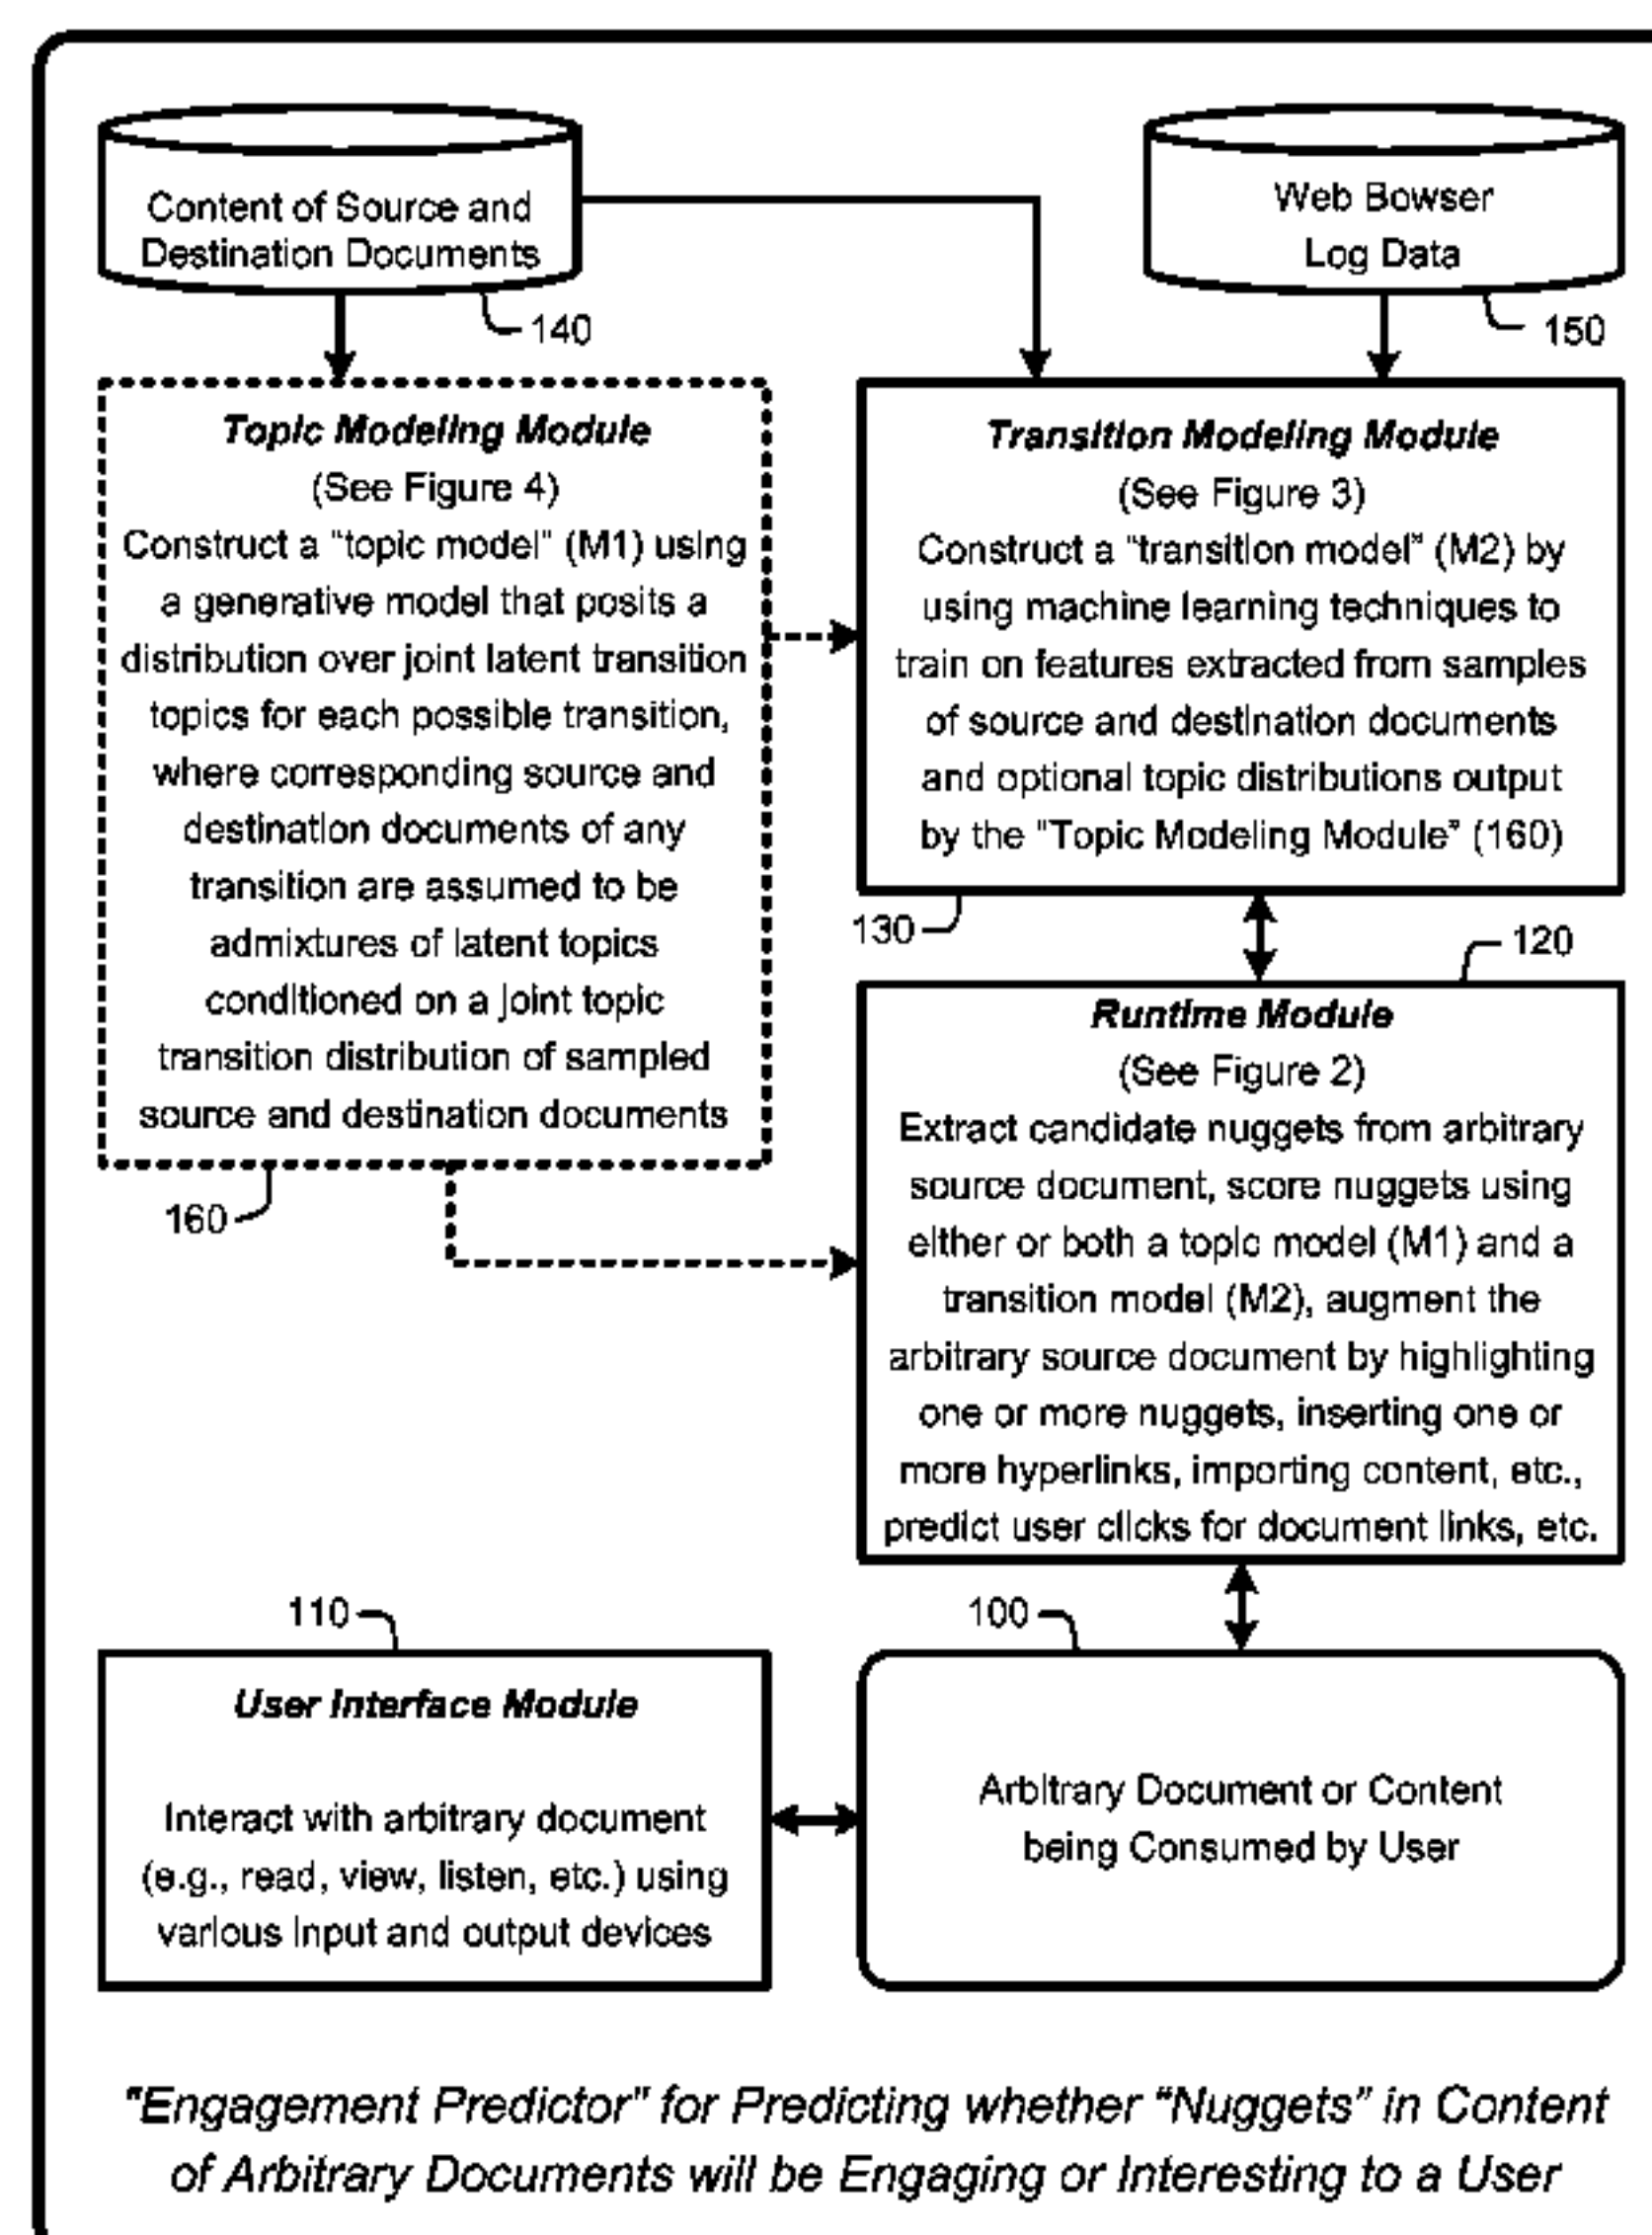 Content of Source and
Destination Documents
140
Web Bowser
Log Data
150
Topic Modeling Module
(See Figure 4)
Construct a "topic model" (M1) using
a generative model that posits a
distribution over joint latent transition
topics for each possible transition,
where corresponding source and
destination documents of any
transition are assumed to be
admixtures of latent topics
conditioned on a joint topic
transition distribution of sampled
source and destination documents
160
Transition Modeling Module
(See Figure 3)
Construct a "transition model" (M2) by
using machine learning techniques to
train on features extracted from samples
of source and destination documents
and optional topic distributions output
by the "Topic Modeling Module" (160)
130
120
Runtime Module
(See Figure 2)
Extract candidate nuggets from arbitrary
source document, score nuggets using
either or both a topic model (M1) and a
transition model (M2), augment the
arbitrary source document by highlighting
one or more nuggets, inserting one or
more hyperlinks, importing content, etc.,
predict user clicks for document links, etc.
110
User Interface Module
Interact with arbitrary document
(e.g., read, view, listen, etc.) using
various input and output devices
100
Arbitrary Document or Content
being Consumed by User
"Engagement Predictor" for Predicting whether "Nuggets" in Content
of Arbitrary Documents will be Engaging or Interesting to a User